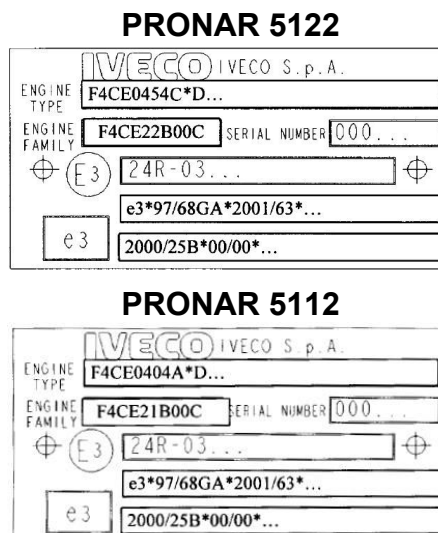 PRONAR 5122
IVECO IVECO S.p.A.
ENGINE TYPE F4CE0454C*D...
ENGINE FAMILY F4CE22B00C SERIAL NUMBER 000...
E3 24R-03...
e3*97/68GA*2001/63*...
e3 2000/25B*00/00*...
PRONAR 5112
IVECO IVECO S.p.A.
ENGINE TYPE F4CE0404A*D...
ENGINE FAMILY F4CE21B00C SERIAL NUMBER 000...
E3 24R-03...
e3*97/68GA*2001/63*...
e3 2000/25B*00/00*...